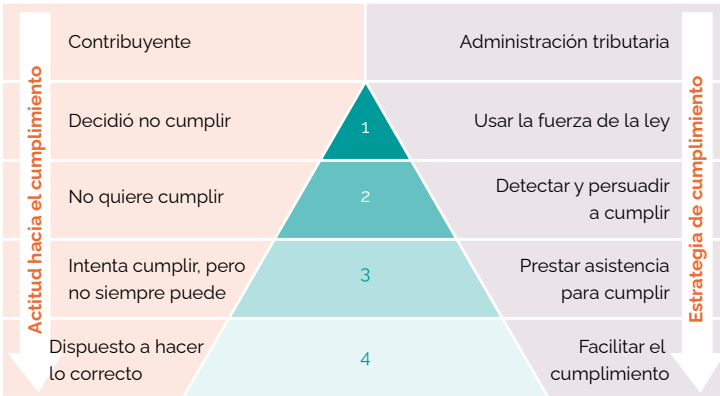 Actitud hacia el cumplimiento
Contribuyente
Administración tributaria
Estrategia de cumplimiento
Decidió no cumplir
1
Usar la fuerza de la ley
No quiere cumplir
2
Detectar y persuadir
a cumplir
Intenta cumplir, pero
no siempre puede
3
Prestar asistencia
para cumplir
Dispuesto a hacer
lo correcto
4
Facilitar el
cumplimiento